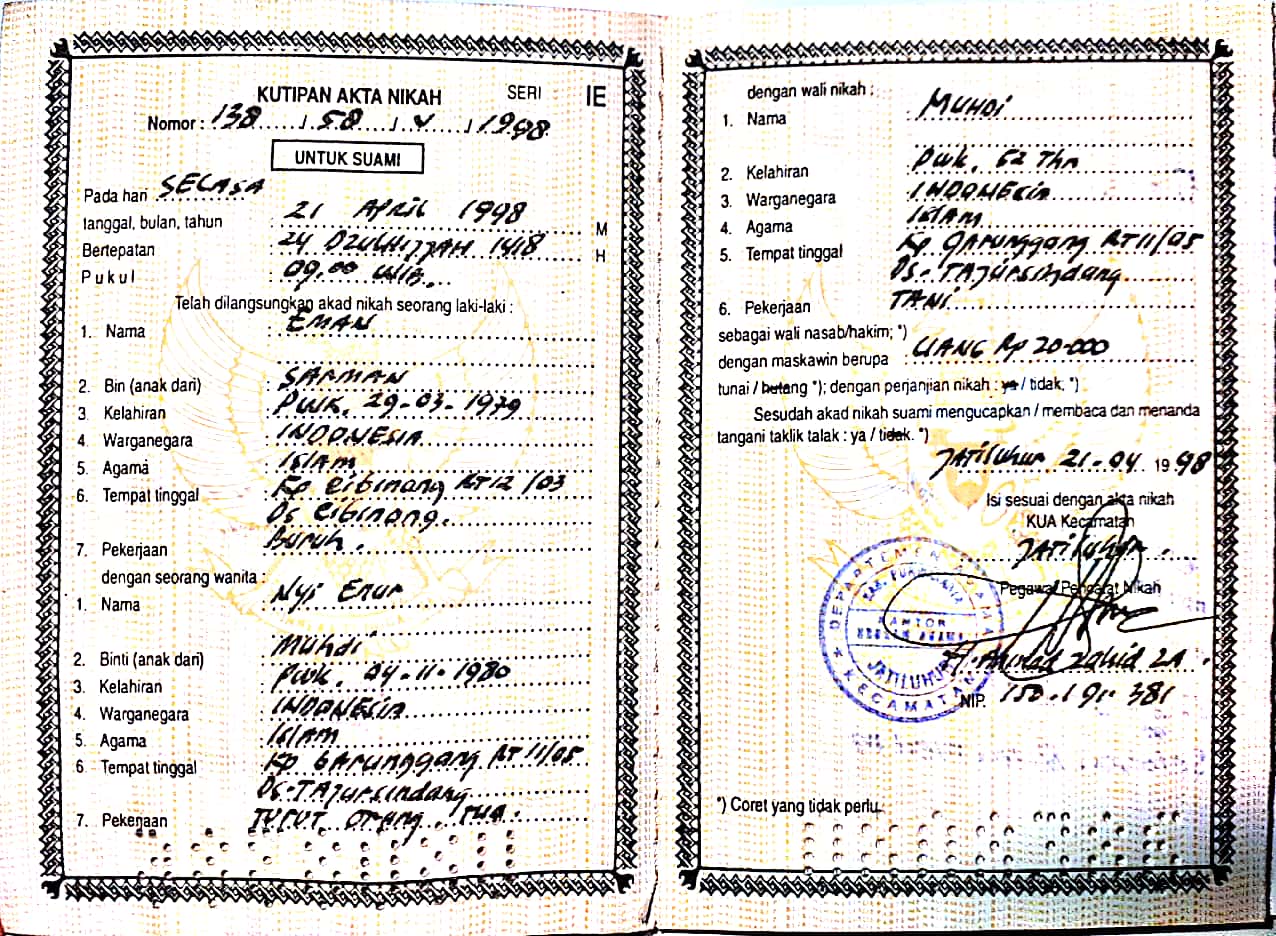 KUTIPAN AKTA NIKAH SERI IE
Nomor : 138 / 58 / 4 / 1998
UNTUK SUAMI
Pada hari SELASA
tanggal, bulan, tahun : 21 APRIL 1998 M
Bertepatan : 24 DZULHIJJAH 1418 H
Pukul : 09.00 WIB.
Telah dilangsungkan akad nikah seorang laki-laki :
1. Nama : EMAN
2. Bin (anak dari) : SARMAN
3. Kelahiran : PWK, 29-03-1979
4. Warganegara : INDONESIA
5. Agama : ISLAM
6. Tempat tinggal : Kp Cibinang RT 12/03
Ds Cibinong.
7. Pekerjaan Buruh.
dengan seorang wanita :
1. Nama : Nyi Enur
2. Binti (anak dari) : Muhdi
3. Kelahiran : PWK, 04-11-1980
4. Warganegara : INDONESIA
5. Agama : ISLAM
6. Tempat tinggal : Kp Garunggang RT 11/05
Ds. TAjursindang
7. Pekerjaan Turut Orang TUA.
dengan wali nikah :
1. Nama : MUHDI
2. Kelahiran : PWK, 62 Thn
3. Warganegara : INDONESIA
4. Agama : ISLAM
5. Tempat tinggal : Kp Garunggang RT 11/05
Ds. TAjursindang
6. Pekerjaan TANI
sebagai wali nasab/hakim; *)
dengan maskawin berupa : UANG Rp 20.000
tunai / hutang *); dengan perjanjian nikah : ya / tidak; *)
Sesudah akad nikah suami mengucapkan / membaca dan menanda
tangani taklik talak : ya / tidak. *)
Jatiluhur 21-04 1998
Isi sesuai dengan akta nikah
KUA Kecamatan
JATILUHUR.
Pegawai Pencatat Nikah
DEPARTEMEN AGAMA
KAB. PURWAKARTA
KANTOR
URUSAN AGAMA
JATILUHUR
KECAMATAN
H. Ahmad Zahid ZA.
NIP. 150.191.381
*) Coret yang tidak perlu.